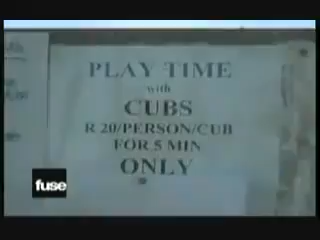 PLAY TIME
with
CUBS
R 20/PERSON/CUB
FOR 5 MIN
ONLY
fuse